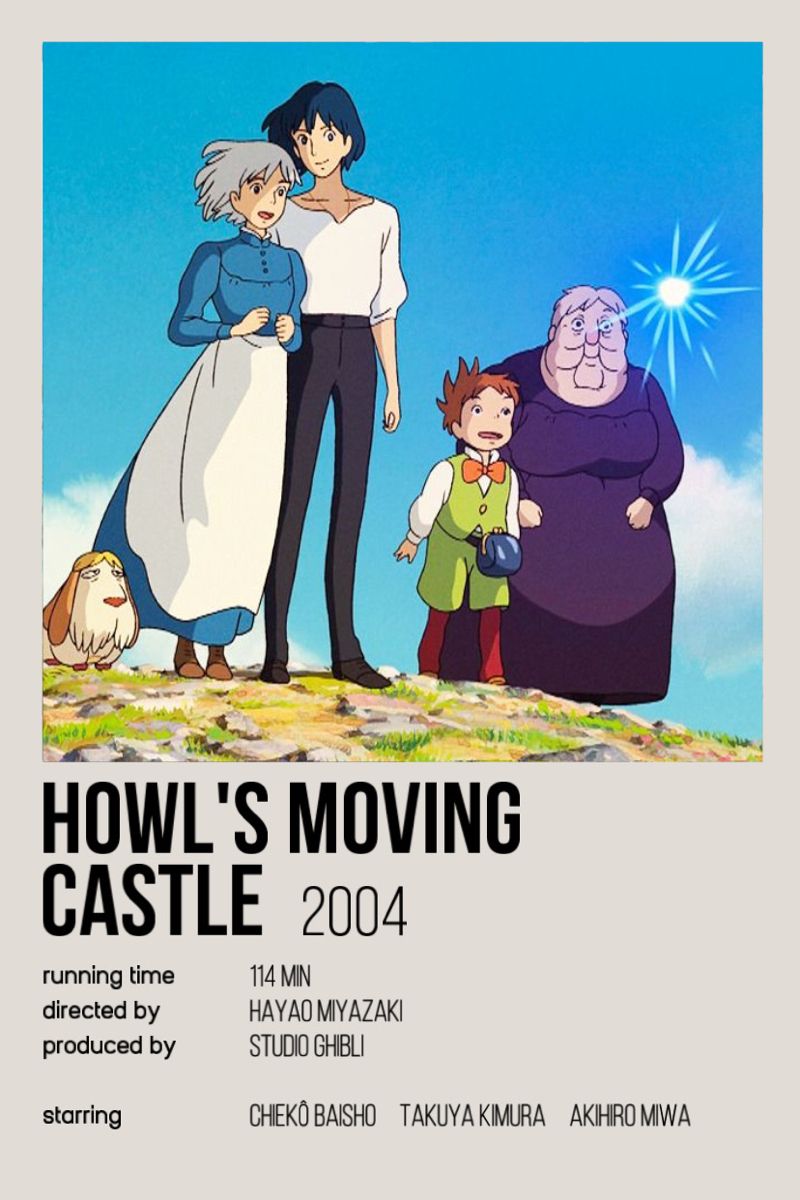 HOWL'S MOVING
CASTLE 2004
running time 114 MIN
directed by HAYAO MIYAZAKI
produced by STUDIO GHIBLI
starring CHIEKÔ BAISHO TAKUYA KIMURA AKIHIRO MIWA